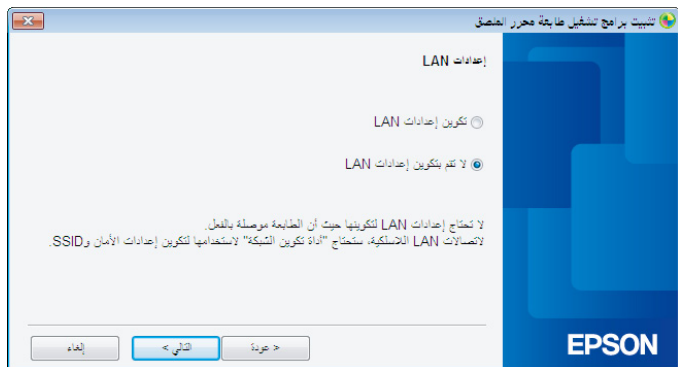 تثبيت برامج تشغيل طابعة محرر الملصق
إعدادات LAN
تكوين إعدادات LAN
لا تقم بتكوين إعدادات LAN
لا تحتاج إعدادات LAN لتكوينها حيث أن الطابعة موصلة بالفعل.
لاتصالات LAN اللاسلكية، ستحتاج "أداة تكوين الشبكة" لاستخدامها لتكوين إعدادات الأمان وSSID.
< عودة
التالي >
إلغاء
EPSON